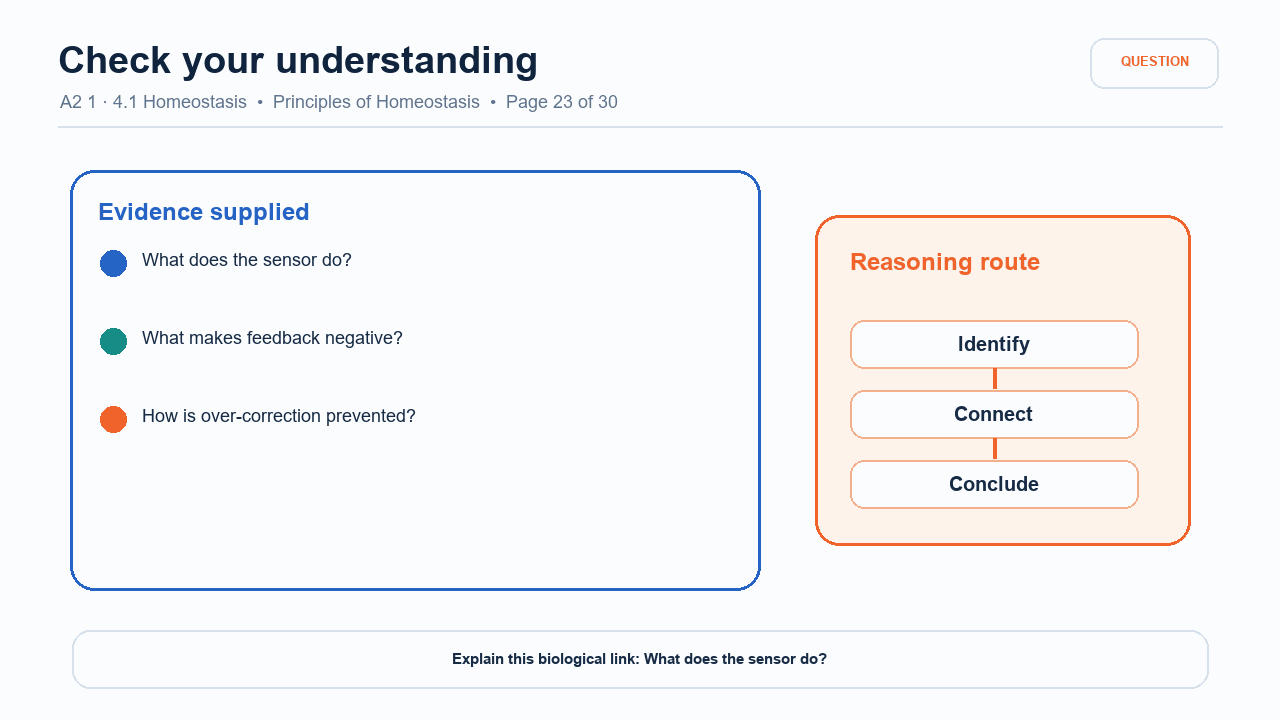 Check your understanding
QUESTION
A2 1 · 4.1 Homeostasis • Principles of Homeostasis • Page 23 of 30
Evidence supplied
What does the sensor do?
What makes feedback negative?
How is over-correction prevented?
Reasoning route
Identify
Connect
Conclude
Explain this biological link: What does the sensor do?